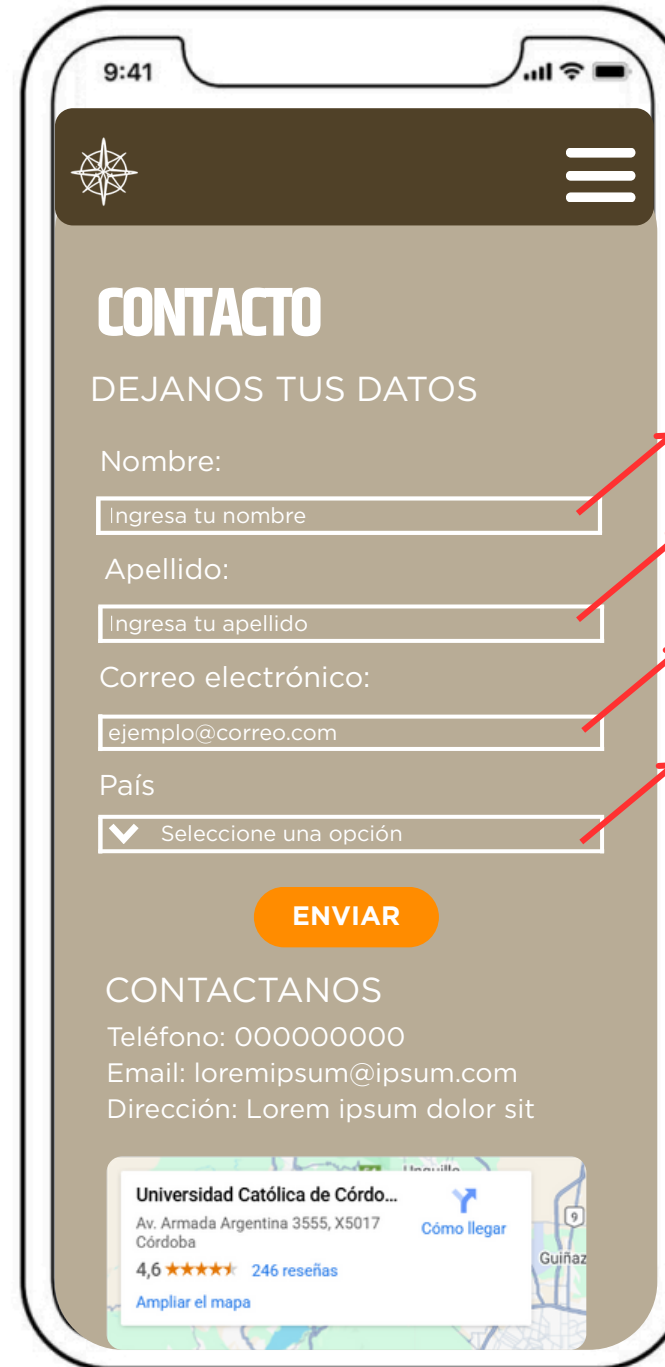 9:41
CONTACTO
DEJANOS TUS DATOS
Nombre:
Ingresa tu nombre
Apellido:
Ingresa tu apellido
Correo electrónico:
ejemplo@correo.com
País
Seleccione una opción
ENVIAR
CONTACTANOS
Teléfono: 000000000
Email: loremipsum@ipsum.com
Dirección: Lorem ipsum dolor sit
Universidad Católica de Córdo...
Av. Armada Argentina 3555, X5017
Córdoba
Cómo llegar
4,6 246 reseñas
Ampliar el mapa
9
Guiñaz